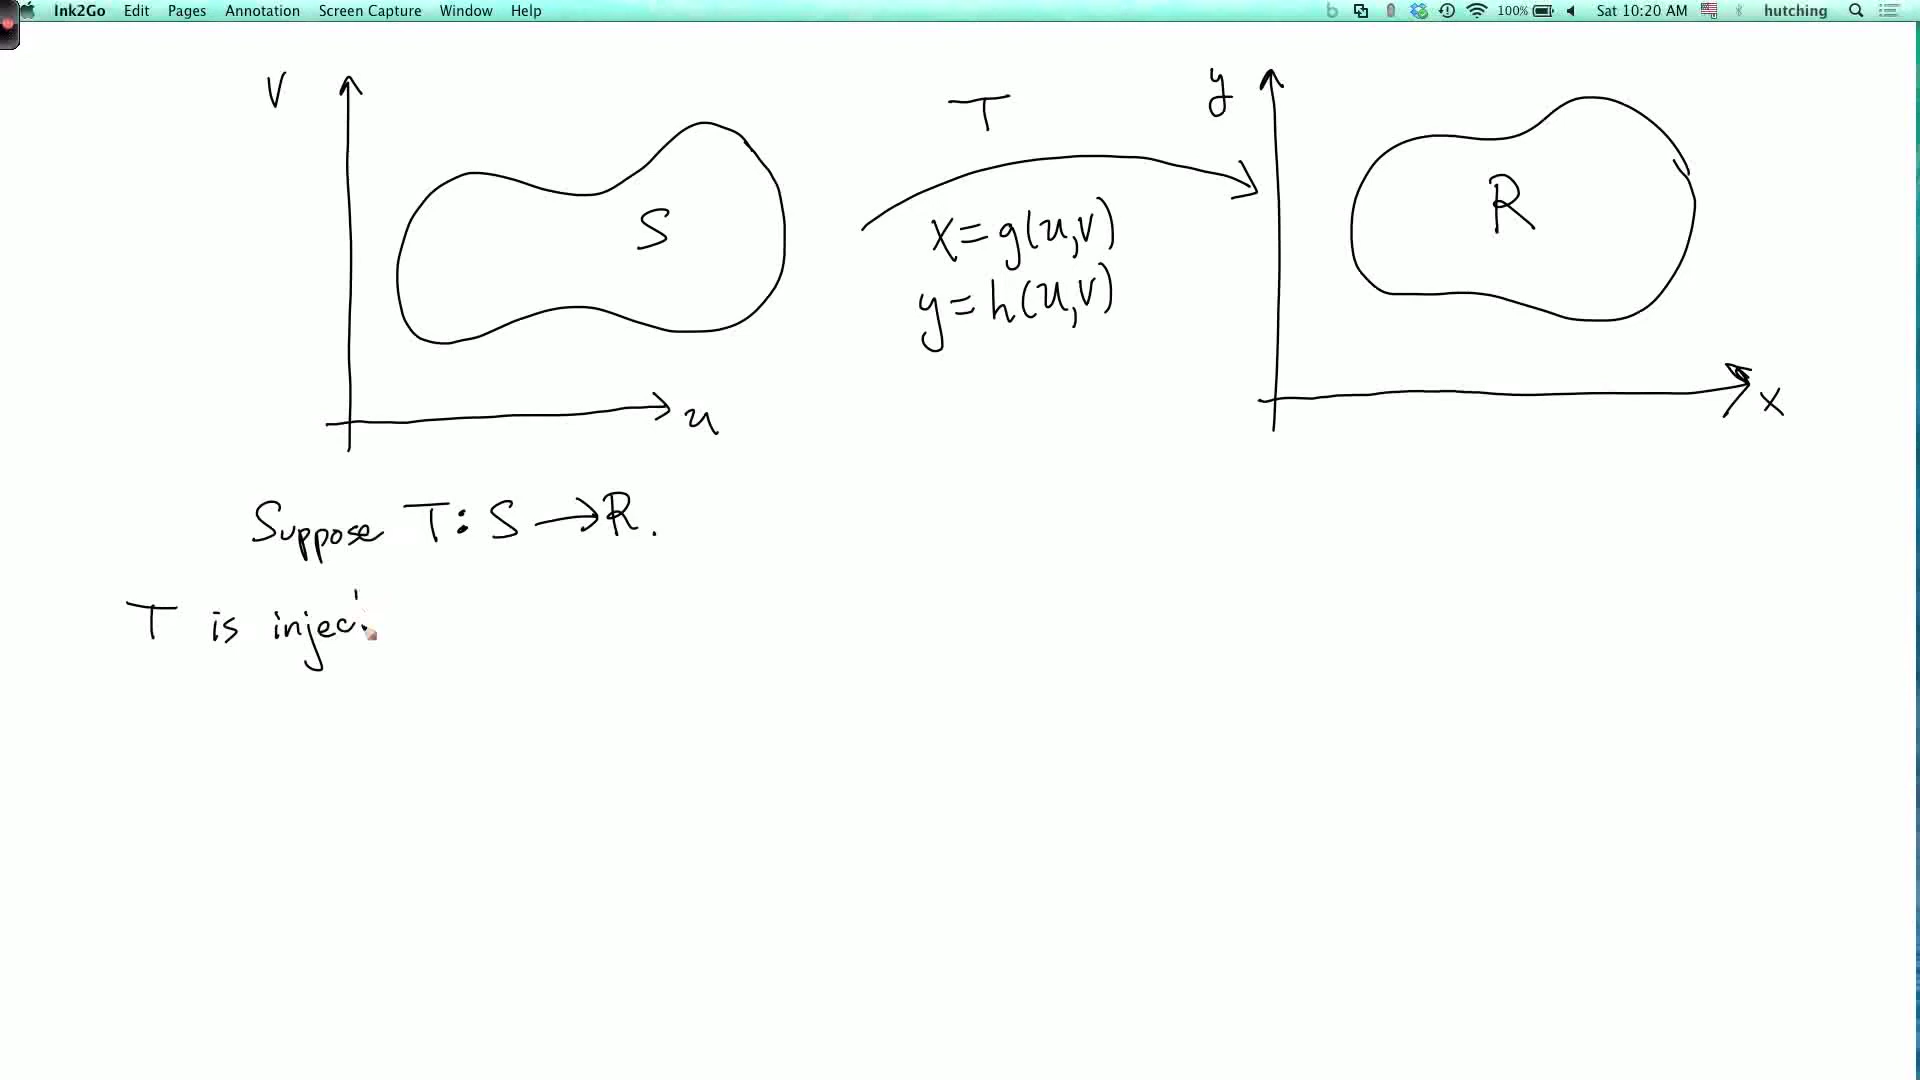 Ink2Go Edit Pages Annotation Screen Capture Window Help 100% Sat 10:20 AM hutching
V
T
y
S
R
x=g(u,v)
y=h(u,v)
u
x
Suppose T: S → R.
T is injec